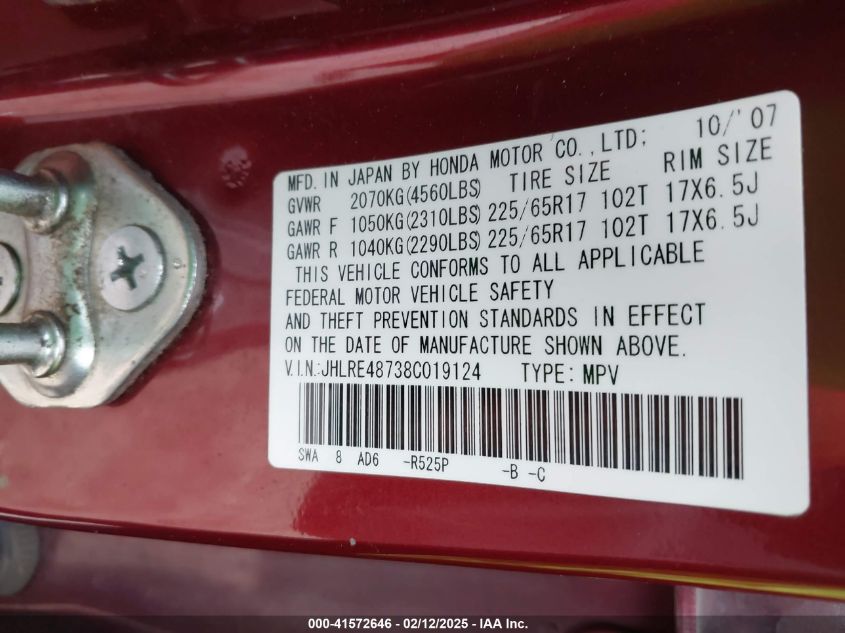 10/'07
MFD. IN JAPAN BY HONDA MOTOR CO.,LTD;
GVWR 2070KG(4560LBS) TIRE SIZE RIM SIZE
GAWR F 1050KG(2310LBS) 225/65R17 102T 17X6.5J
GAWR R 1040KG(2290LBS) 225/65R17 102T 17X6.5J
THIS VEHICLE CONFORMS TO ALL APPLICABLE
FEDERAL MOTOR VEHICLE SAFETY
AND THEFT PREVENTION STANDARDS IN EFFECT
ON THE DATE OF MANUFACTURE SHOWN ABOVE.
V.I.N.:JHLRE48738C019124 TYPE: MPV
SWA 8 AD6 -R525P -B -C
000-41572646 - 02/12/2025 - IAA Inc.